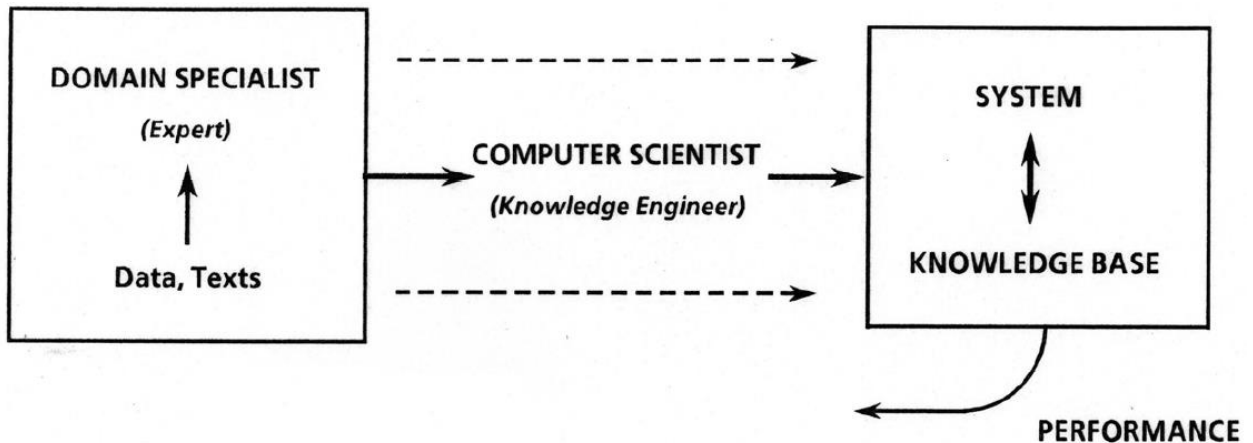 DOMAIN SPECIALIST
(Expert)
Data, Texts
COMPUTER SCIENTIST
(Knowledge Engineer)
SYSTEM
KNOWLEDGE BASE
PERFORMANCE